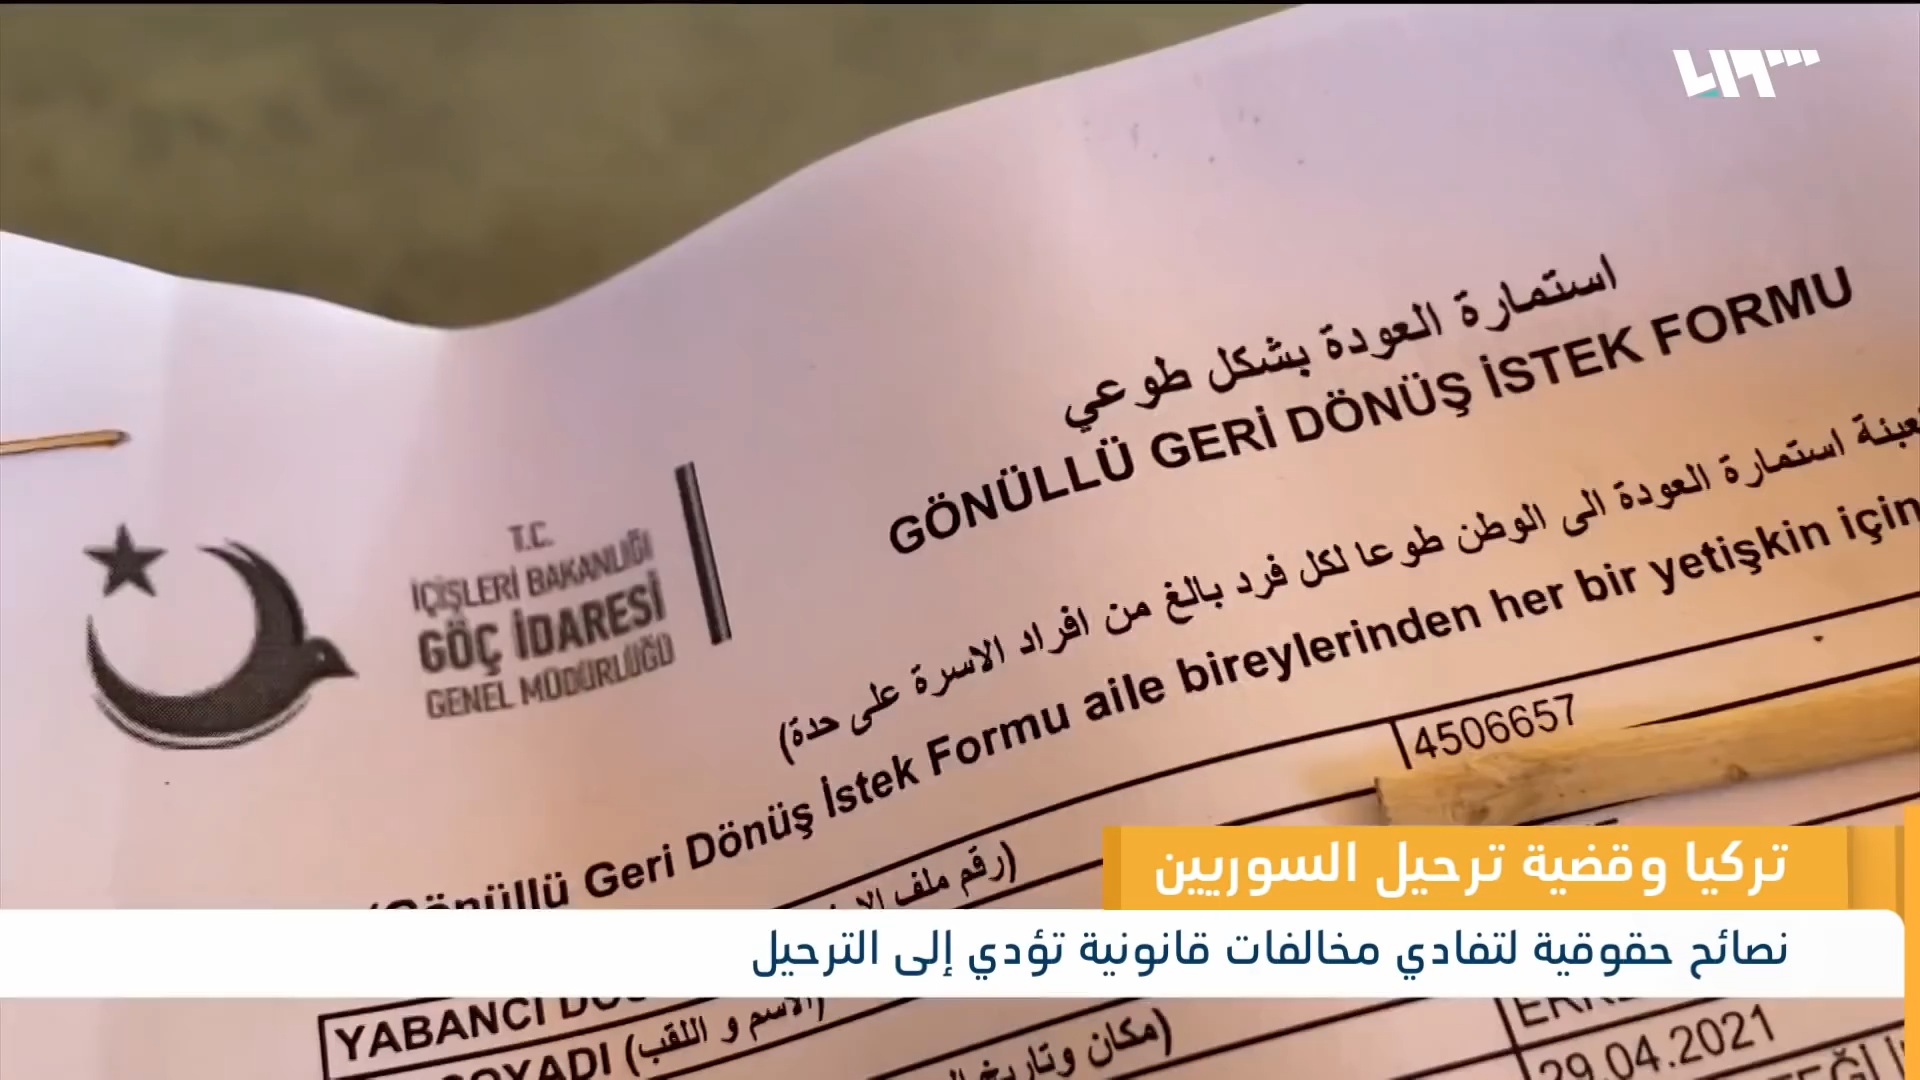 سوريا
استمارة العودة بشكل طوعي
GÖNÜLLÜ GERİ DÖNÜŞ İSTEK FORMU
T.C.
İÇİŞLERİ BAKANLIĞI
GÖÇ İDARESİ
GENEL MÜDÜRLÜĞÜ
استمارة العودة الى الوطن طوعا لكل فرد بالغ من افراد الاسرة على حدة)
Gönüllü Geri Dönüş İstek Formu aile bireylerinden her bir yetişkin için
4506657
(رقم ملف
تركيا وقضية ترحيل السوريين
نصائح حقوقية لتفادي مخالفات قانونية تؤدي إلى الترحيل
YABANCI
SOYADI (الاسم و اللقب)
(مكان وتاريخ
29.04.2021